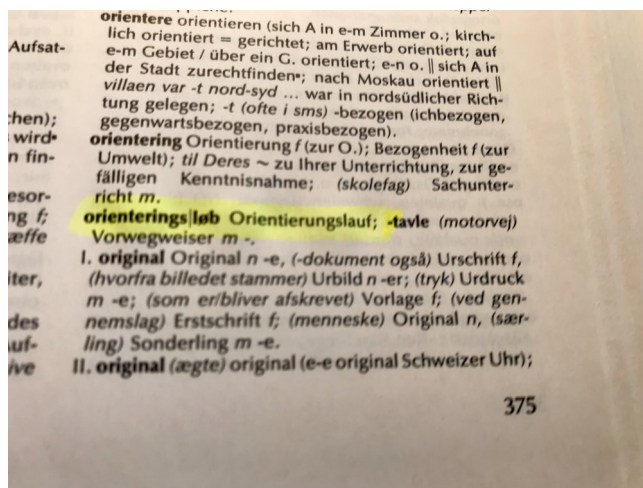 orientere orientieren (sich A in e-m Zimmer o.; kirch-
lich orientiert = gerichtet; am Erwerb orientiert; auf
e-m Gebiet / über ein G. orientiert; e-n o. || sich A in
der Stadt zurechtfinden▪; nach Moskau orientiert ||
villaen var -t nord-syd ... war in nordsüdlicher Rich-
tung gelegen; -t (ofte i sms) -bezogen (ichbezogen,
gegenwartsbezogen, praxisbezogen).
orientering Orientierung f (zur O.); Bezogenheit f (zur
Umwelt); til Deres ~ zu Ihrer Unterrichtung, zur ge-
fälligen Kenntnisnahme; (skolefag) Sachunter-
richt m.
orienterings|løb Orientierungslauf; -tavle (motorvej)
Vorwegweiser m -.
I. original Original n -e, (-dokument også) Urschrift f,
(hvorfra billedet stammer) Urbild n -er; (tryk) Urdruck
m -e; (som er/bliver afskrevet) Vorlage f; (ved gen-
nemslag) Erstschrift f; (menneske) Original n, (sær-
ling) Sonderling m -e.
II. original (ægte) original (e-e original Schweizer Uhr);
375
Aufsat-
chen);
wird▪
n fin-
esor-
ng f;
æffe
iter,
des
uf-
ive